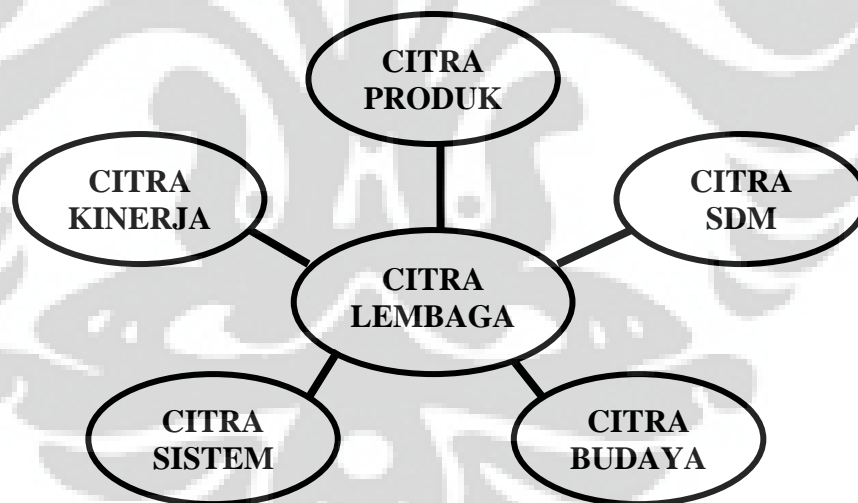 CITRA
PRODUK
CITRA
KINERJA
CITRA
SDM
CITRA
LEMBAGA
CITRA
SISTEM
CITRA
BUDAYA